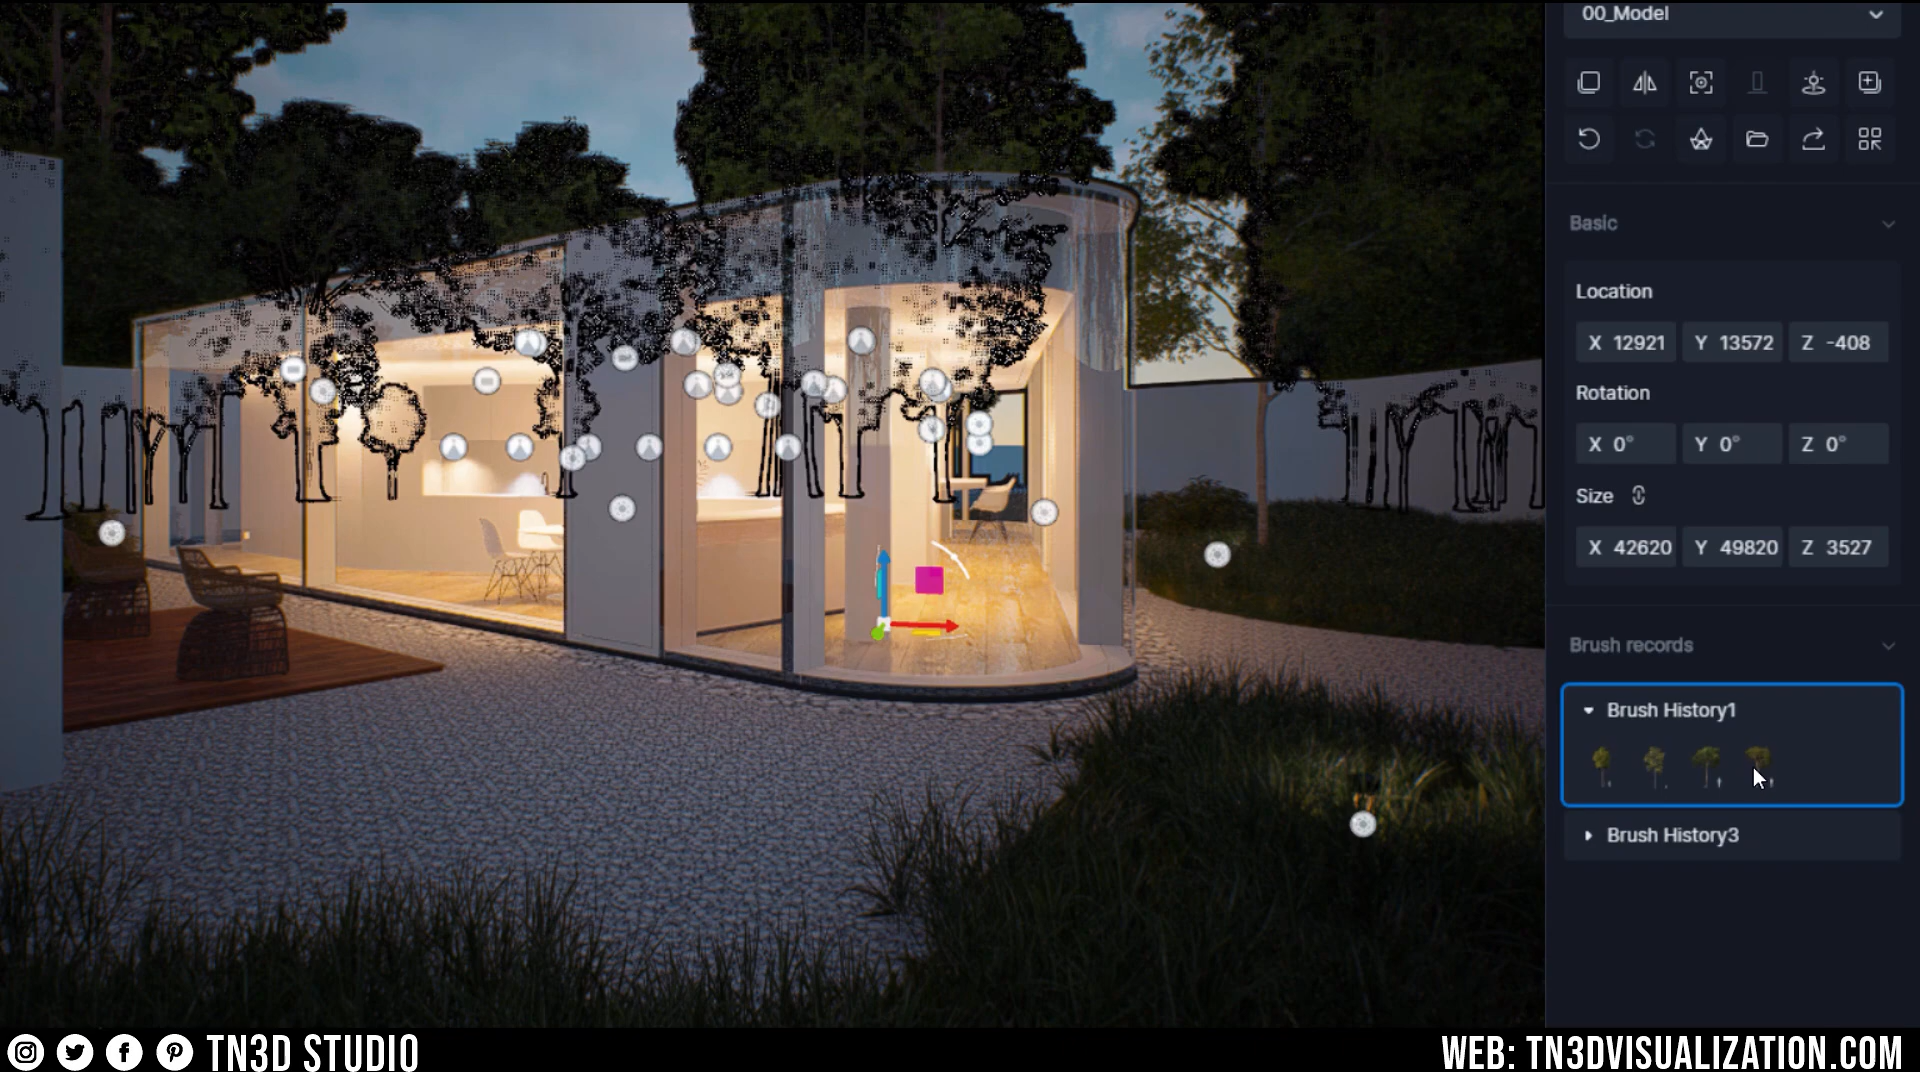 00_Model
Basic
Location
X 12921 Y 13572 Z -408
Rotation
X 0° Y 0° Z 0°
Size
X 42620 Y 49820 Z 3527
Brush records
Brush History1
Brush History3
TN3D STUDIO
WEB: TN3DVISUALIZATION.COM